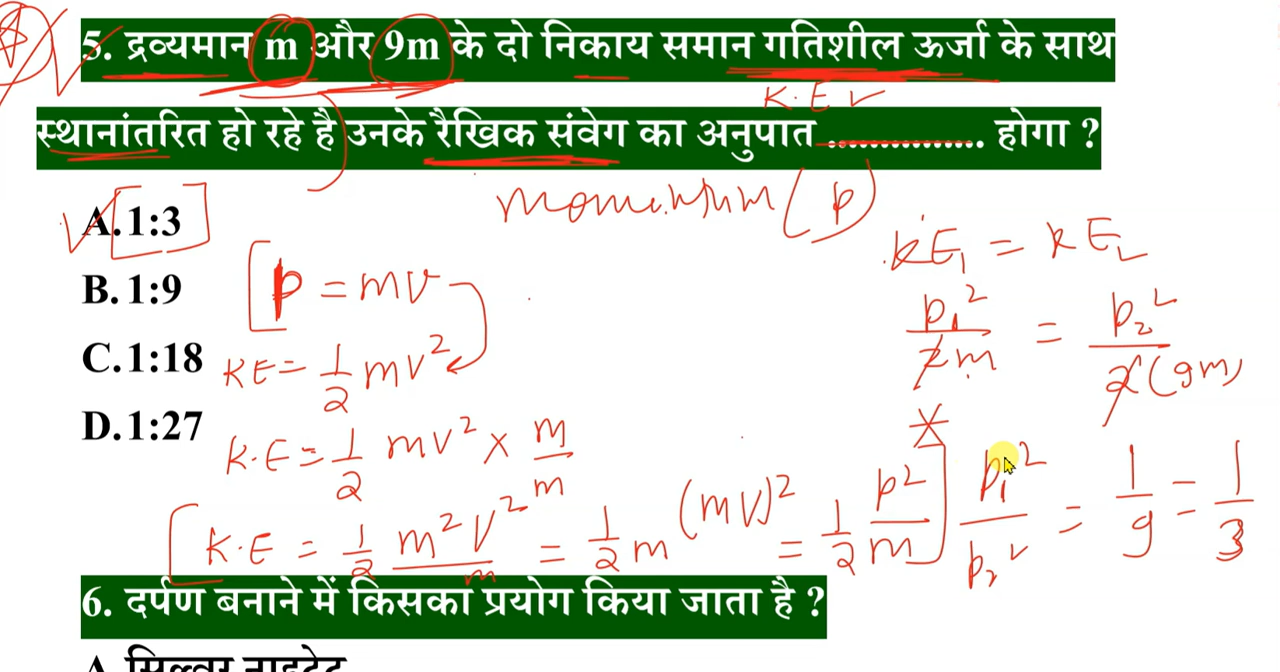 5. द्रव्यमान m और 9m के दो निकाय समान गतिशील ऊर्जा के साथ
K.E
स्थानांतरित हो रहे है उनके रैखिक संवेग का अनुपात ................ होगा ?
momentum (p)
A. 1:3
KE₁ = KE₂
B. 1:9
p = mv
p₁²/2m = p₂²/2(9m)
C. 1:18
KE = 1/2 mv²
D. 1:27
K.E = 1/2 mv² × m/m
K.E = 1/2 m²v²/m = 1/2m (mv)² = 1/2 p²/m
p₁²/p₂² = 1/9 = 1/3
6. दर्पण बनाने में किसका प्रयोग किया जाता है ?
A. सिल्वर नाइट्रेट